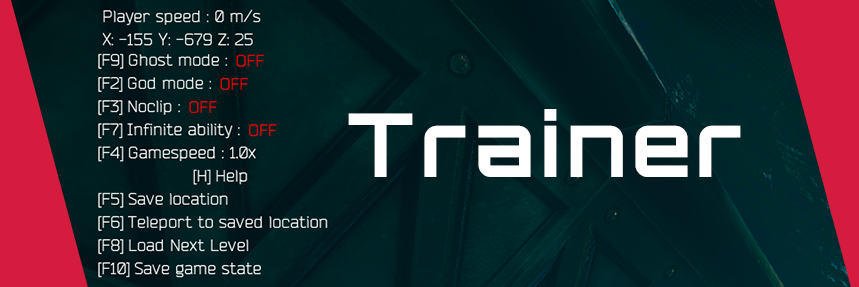 Player speed : 0 m/s
X: -155 Y: -679 Z: 25
[F9] Ghost mode : OFF
[F2] God mode : OFF
[F3] Noclip : OFF
[F7] Infinite ability : OFF
[F4] Gamespeed : 1.0x
[H] Help
[F5] Save location
[F6] Teleport to saved location
[F8] Load Next Level
[F10] Save game state
Trainer